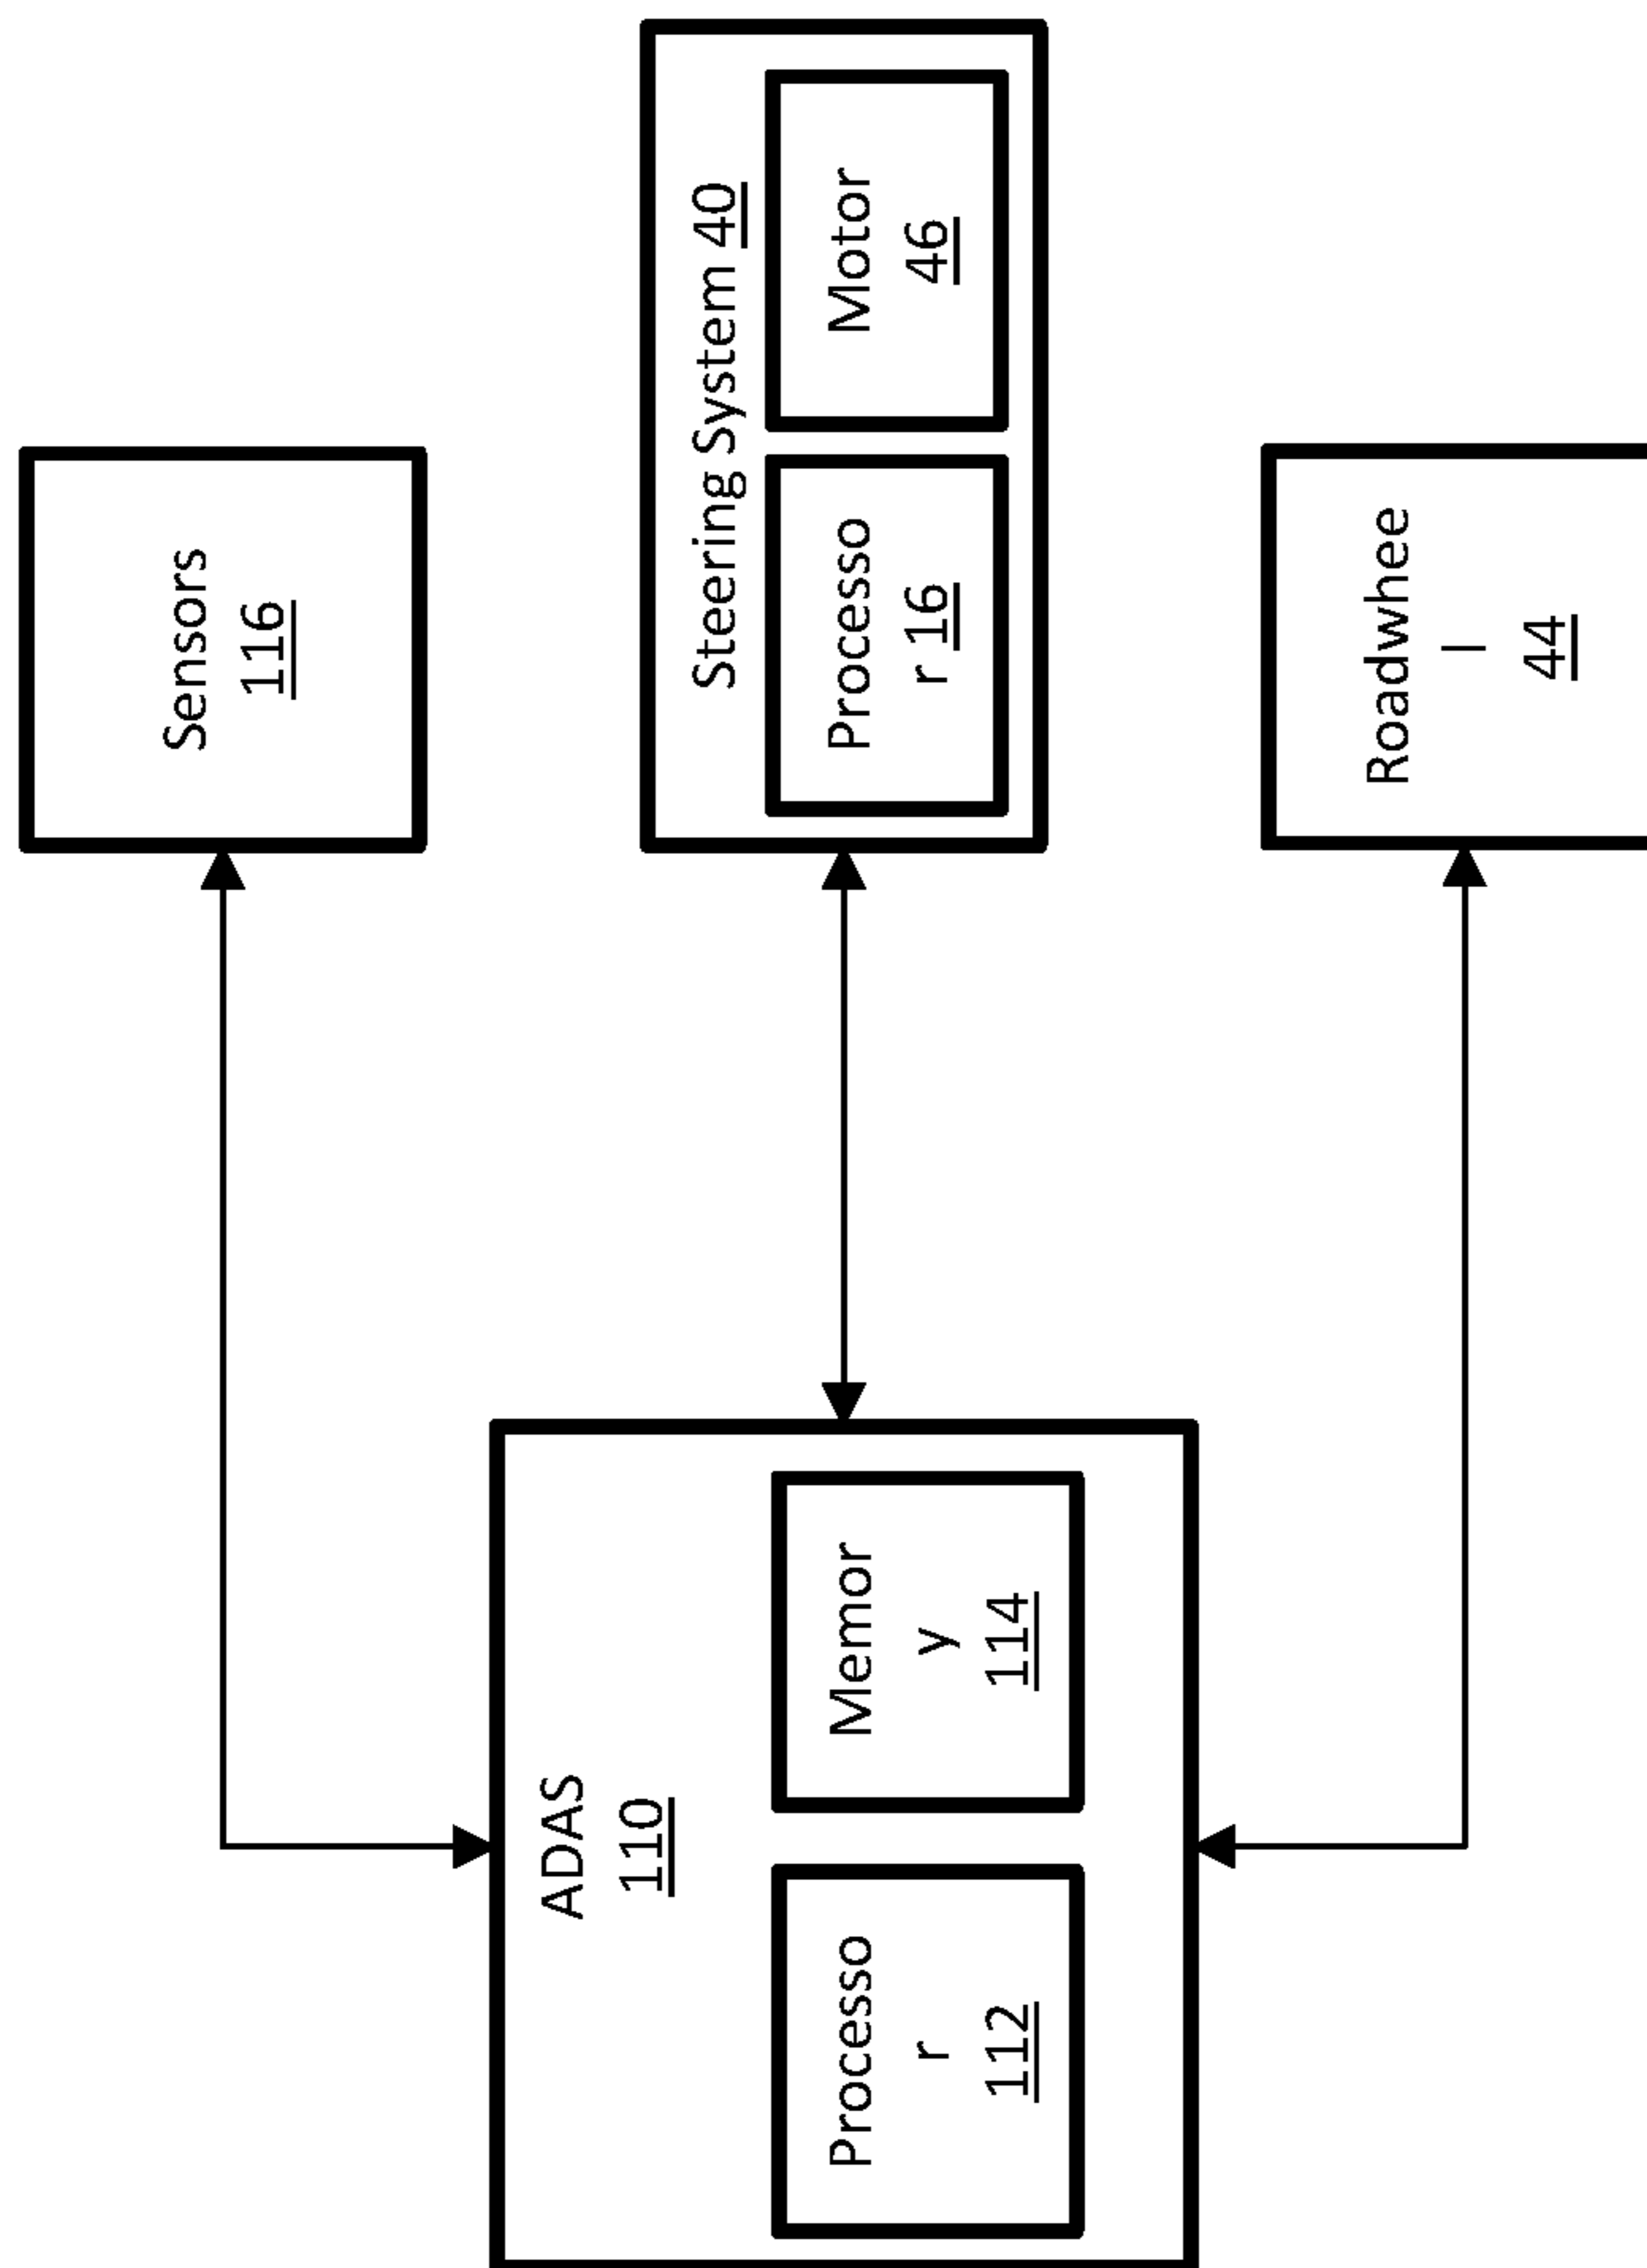 Sensors
116
Steering System 40
Processo
r 16
Motor
46
ADAS
110
Processo
r
112
Memor
y
114
Roadwhee
l
44